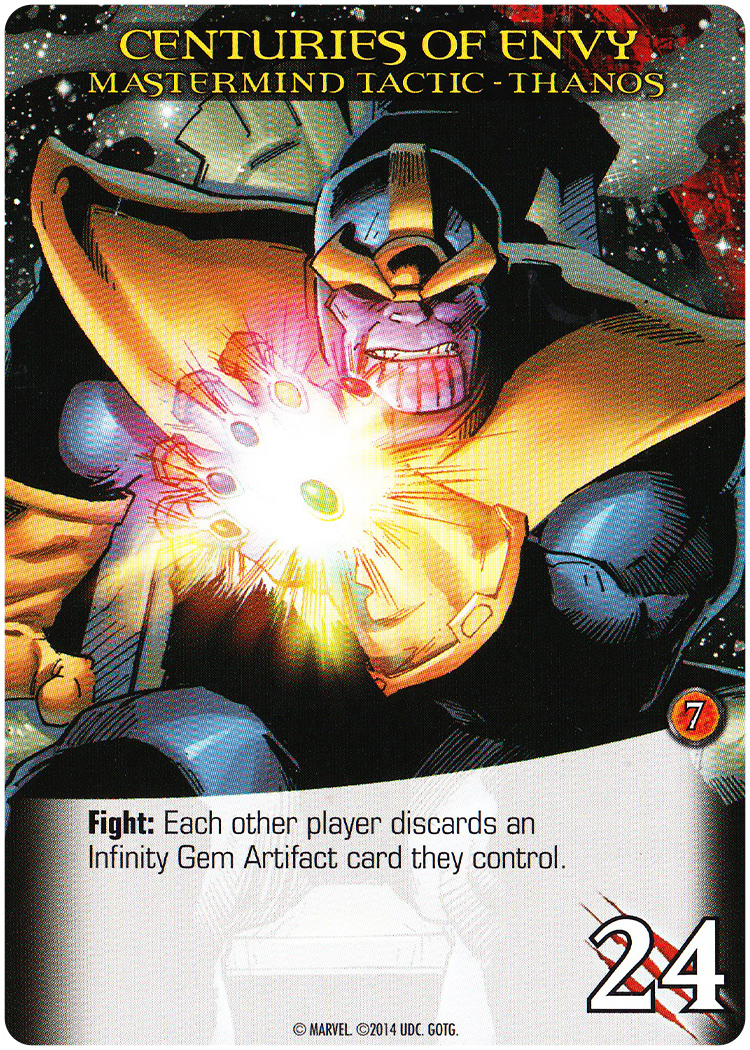 CENTURIES OF ENVY
MASTERMIND TACTIC - THANOS
7
Fight: Each other player discards an
Infinity Gem Artifact card they control.
24
© MARVEL. ©2014 UDC. GOTG.